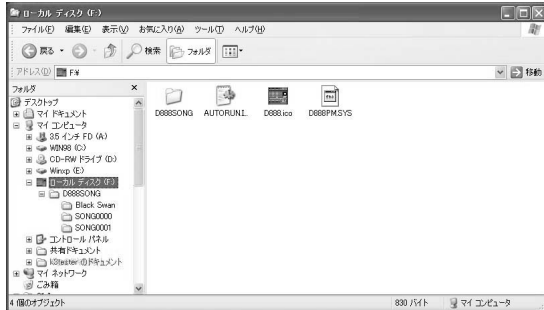 ローカル ディスク (F:)
ファイル(F) 編集(E) 表示(V) お気に入り(A) ツール(T) ヘルプ(H)
戻る 検索 フォルダ
アドレス(D) F:¥ 移動
フォルダ ×
デスクトップ
マイ ドキュメント
マイ コンピュータ
3.5 インチ FD (A:)
WIN98 (C:)
CD-RW ドライブ (D:)
Winxp (E:)
ローカル ディスク (F:)
D888SONG
Black Swan
SONG0000
SONG0001
コントロール パネル
共有ドキュメント
のドキュメント
マイ ネットワーク
ごみ箱
D888SONG AUTORUN.I... D888.ico D888PM.SYS
4 個のオブジェクト 830 バイト マイ コンピュータ